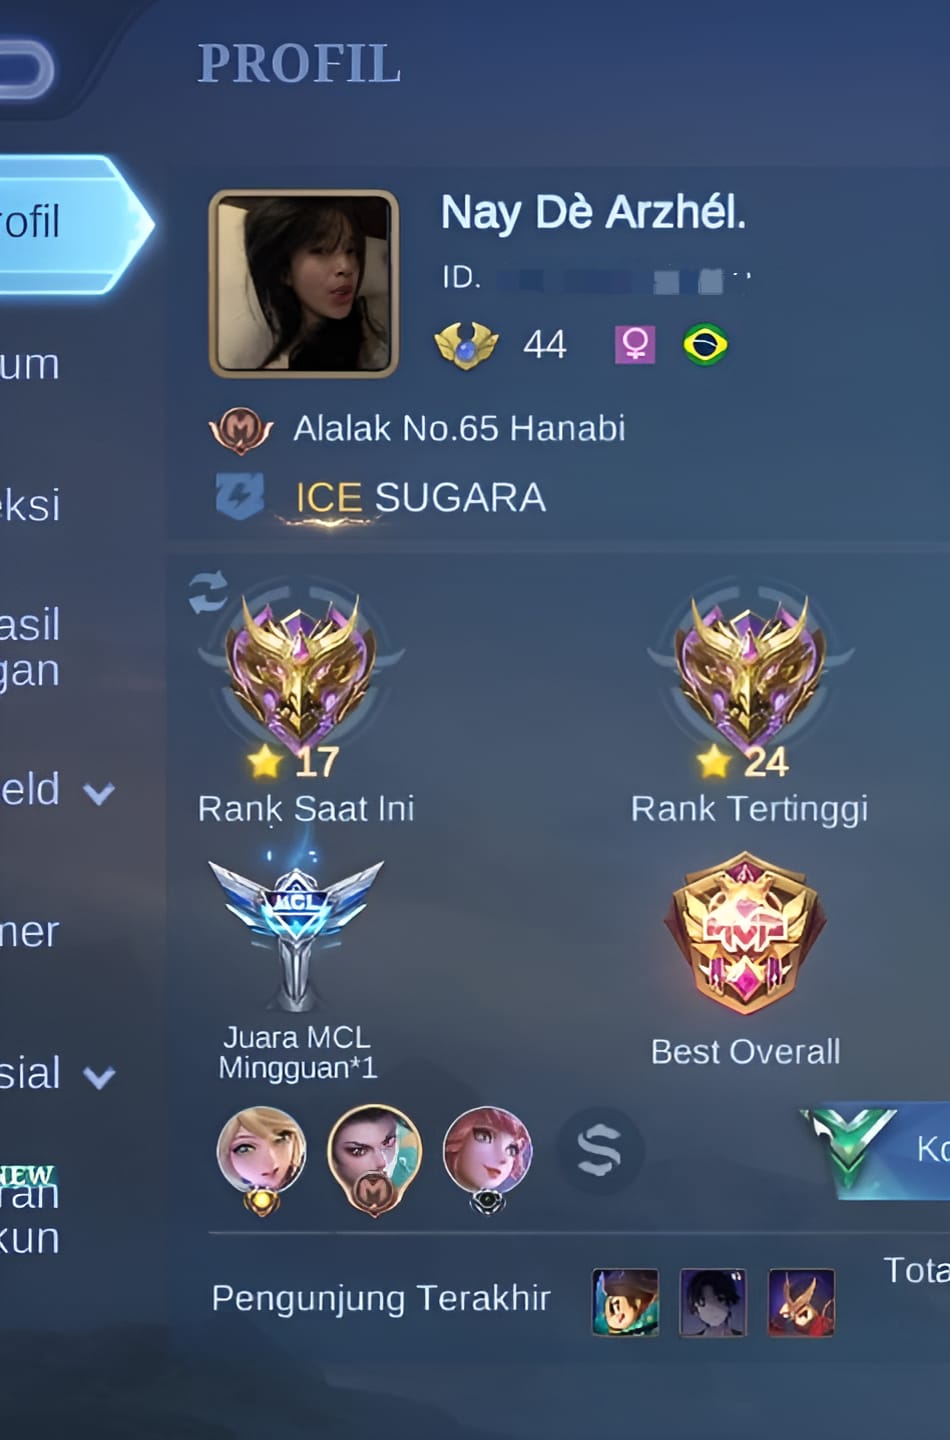 PROFIL
ofil
Nay Dè Arzhél.
ID.
44
um
Alalak No.65 Hanabi
ICE SUGARA
eksi
asil
gan
17
24
eld
Rank Saat Ini
Rank Tertinggi
MCL
MVP
ner
Juara MCL
Mingguan*1
Best Overall
sial
M
S
Ko
NEW
ran
kun
Pengunjung Terakhir
Tota